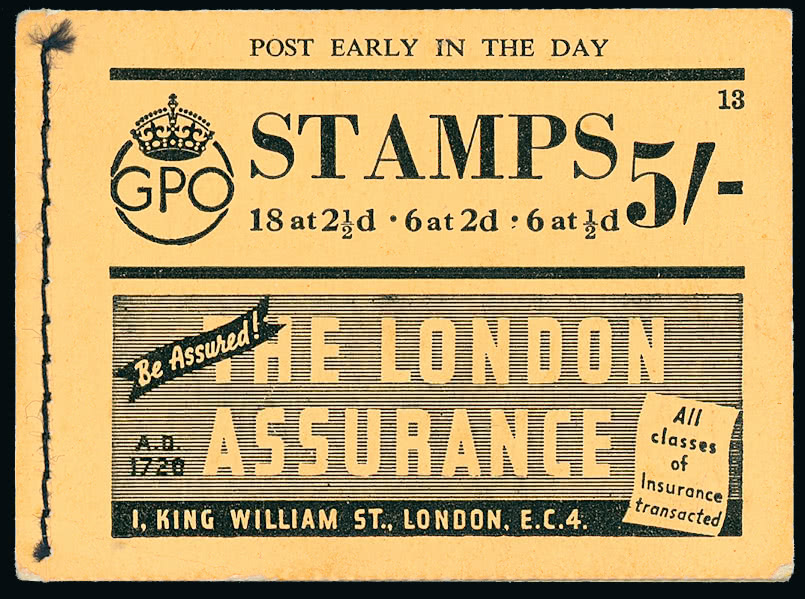 POST EARLY IN THE DAY
13
GPO
STAMPS 5/-
18 at 2½d · 6 at 2d · 6 at ½d
Be Assured!
THE LONDON
ASSURANCE
A.D.
1720
All
classes
of
Insurance
transacted
1, KING WILLIAM ST., LONDON, E.C.4.